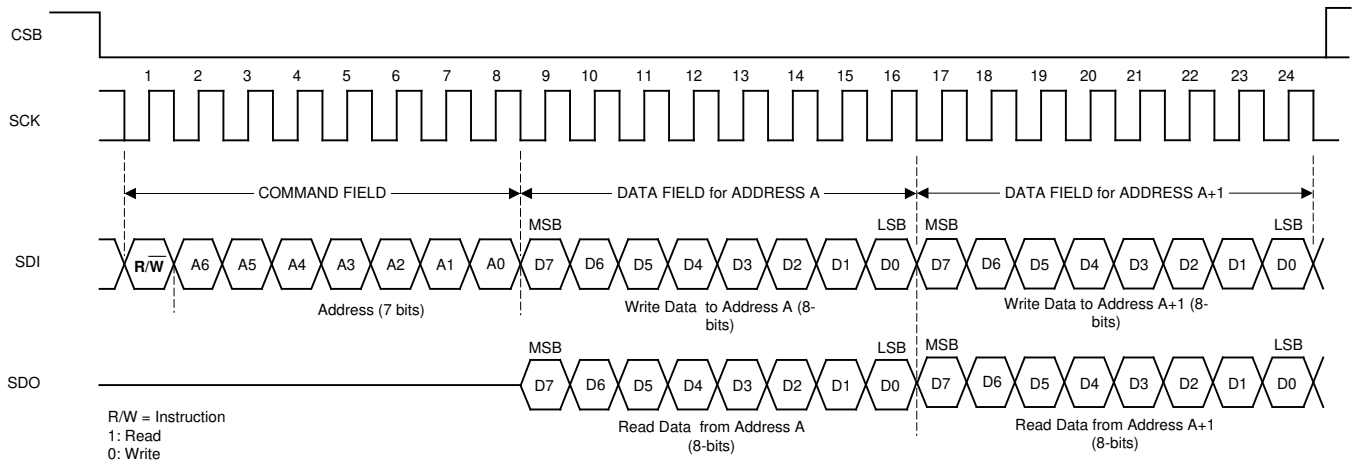 CSB
1 2 3 4 5 6 7 8 9 10 11 12 13 14 15 16 17 18 19 20 21 22 23 24
SCK
COMMAND FIELD DATA FIELD for ADDRESS A DATA FIELD for ADDRESS A+1
MSB LSB MSB LSB
SDI R/W̅ A6 A5 A4 A3 A2 A1 A0 D7 D6 D5 D4 D3 D2 D1 D0 D7 D6 D5 D4 D3 D2 D1 D0
Address (7 bits)
Write Data to Address A (8-
bits)
Write Data to Address A+1 (8-
bits)
MSB LSB MSB LSB
SDO D7 D6 D5 D4 D3 D2 D1 D0 D7 D6 D5 D4 D3 D2 D1 D0
Read Data from Address A
(8-bits)
Read Data from Address A+1
(8-bits)
R/W = Instruction
1: Read
0: Write